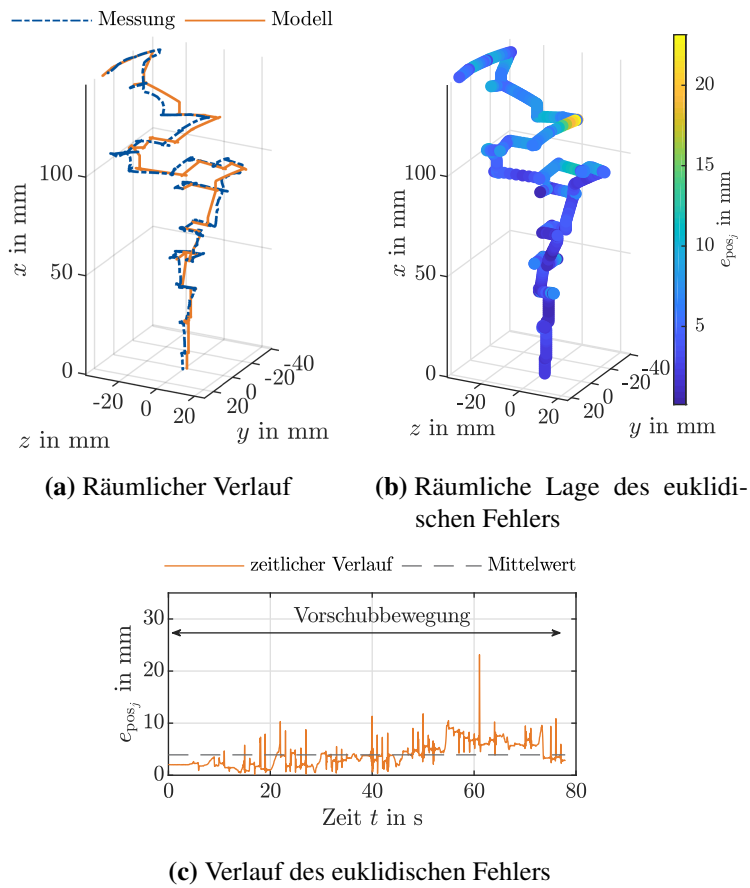 Messung Modell
100
50
0
x in mm
-20
0
20
z in mm
-40
-20
0
20
y in mm
(a) Räumlicher Verlauf
100
50
0
x in mm
-20
0
20
z in mm
-40
-20
0
20
y in mm
20
15
10
5
e_pos_j in mm
(b) Räumliche Lage des euklidi-
schen Fehlers
zeitlicher Verlauf Mittelwert
Vorschubbewegung
30
20
10
0
e_pos_j in mm
0 20 40 60 80
Zeit t in s
(c) Verlauf des euklidischen Fehlers